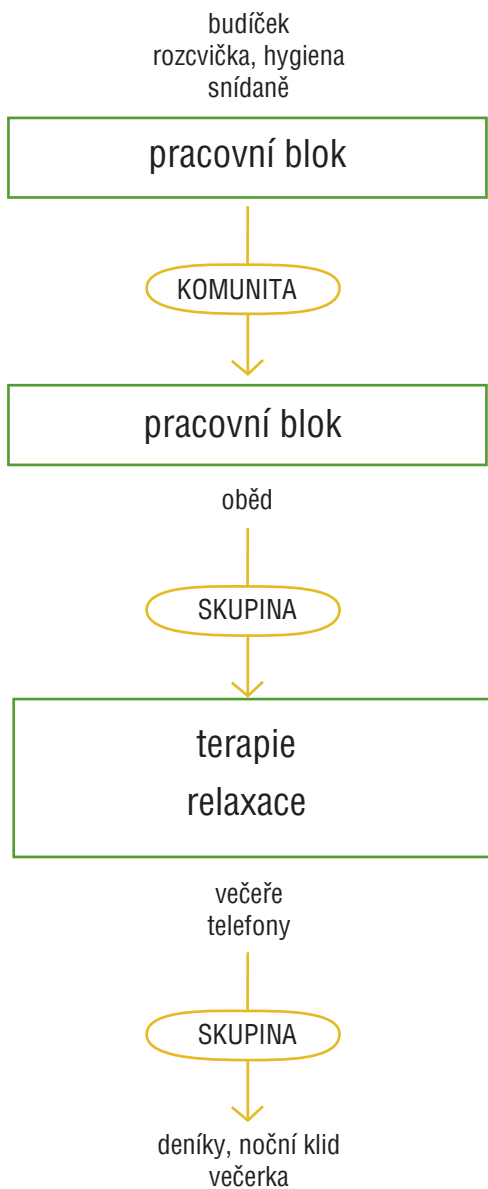 budíček
rozcvička, hygiena
snídaně
pracovní blok
KOMUNITA
pracovní blok
oběd
SKUPINA
terapie
relaxace
večeře
telefony
SKUPINA
deníky, noční klid
večerka